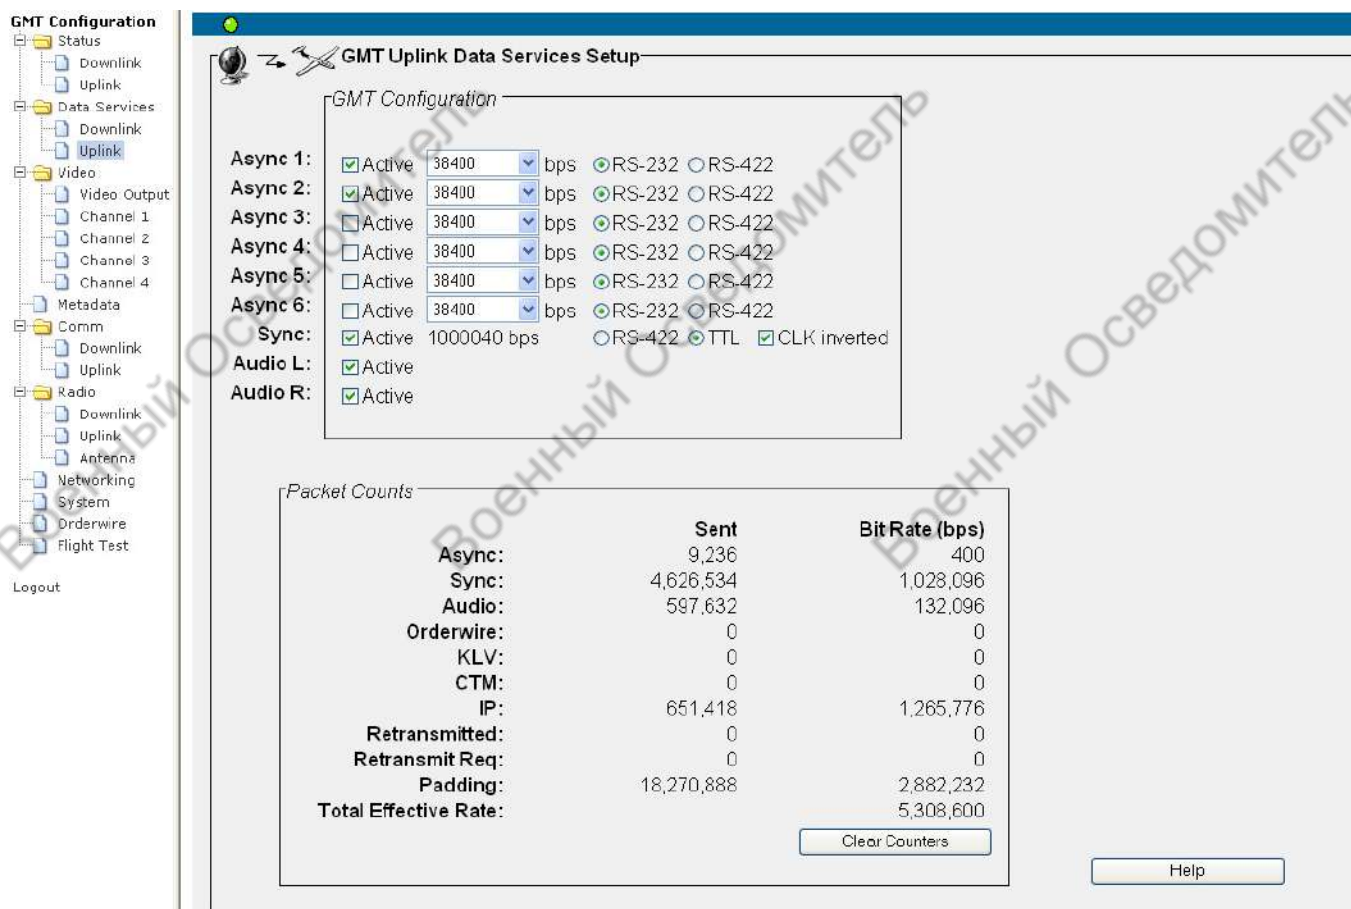 GMT Configuration
Status
Downlink
Uplink
Data Services
Downlink
Uplink
Video
Video Output
Channel 1
Channel 2
Channel 3
Channel 4
Metadata
Comm
Downlink
Uplink
Radio
Downlink
Uplink
Antenna
Networking
System
Orderwire
Flight Test
Logout
GMT Uplink Data Services Setup
GMT Configuration
Async 1: Active 38400 bps RS-232 RS-422
Async 2: Active 38400 bps RS-232 RS-422
Async 3: Active 38400 bps RS-232 RS-422
Async 4: Active 38400 bps RS-232 RS-422
Async 5: Active 38400 bps RS-232 RS-422
Async 6: Active 38400 bps RS-232 RS-422
Sync: Active 1000040 bps RS-422 TTL CLK inverted
Audio L: Active
Audio R: Active
Packet Counts
Sent Bit Rate (bps)
Async: 9,236 400
Sync: 4,626,534 1,028,096
Audio: 597,632 132,096
Orderwire: 0 0
KLV: 0 0
CTM: 0 0
IP: 651,418 1,265,776
Retransmitted: 0 0
Retransmit Req: 0 0
Padding: 18,270,888 2,882,232
Total Effective Rate: 5,308,600
Clear Counters
Help
Военный Осведомитель
Военный Осведомитель
Военный Осведомитель